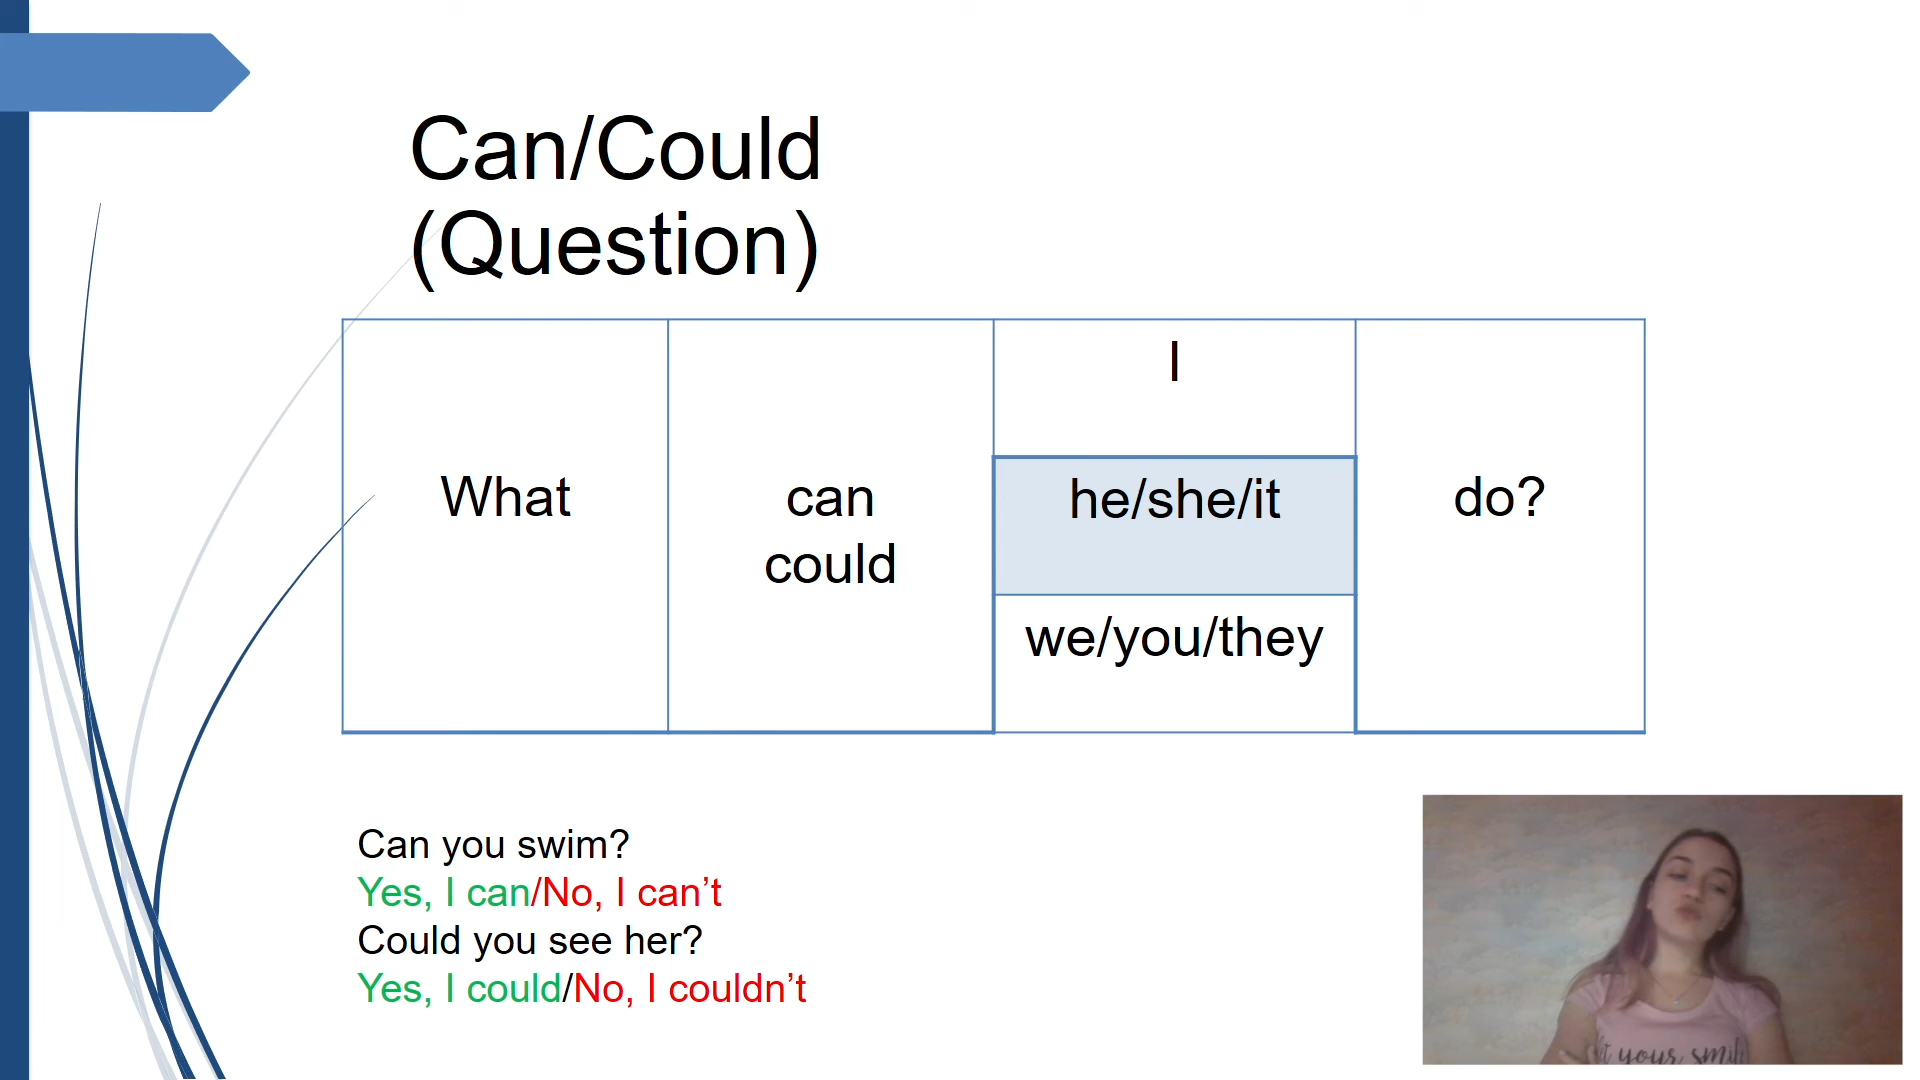 Can/Could
(Question)
I
What
can
he/she/it
do?
could
we/you/they
Can you swim?
Yes, I can/No, I can’t
Could you see her?
Yes, I could/No, I couldn’t
your